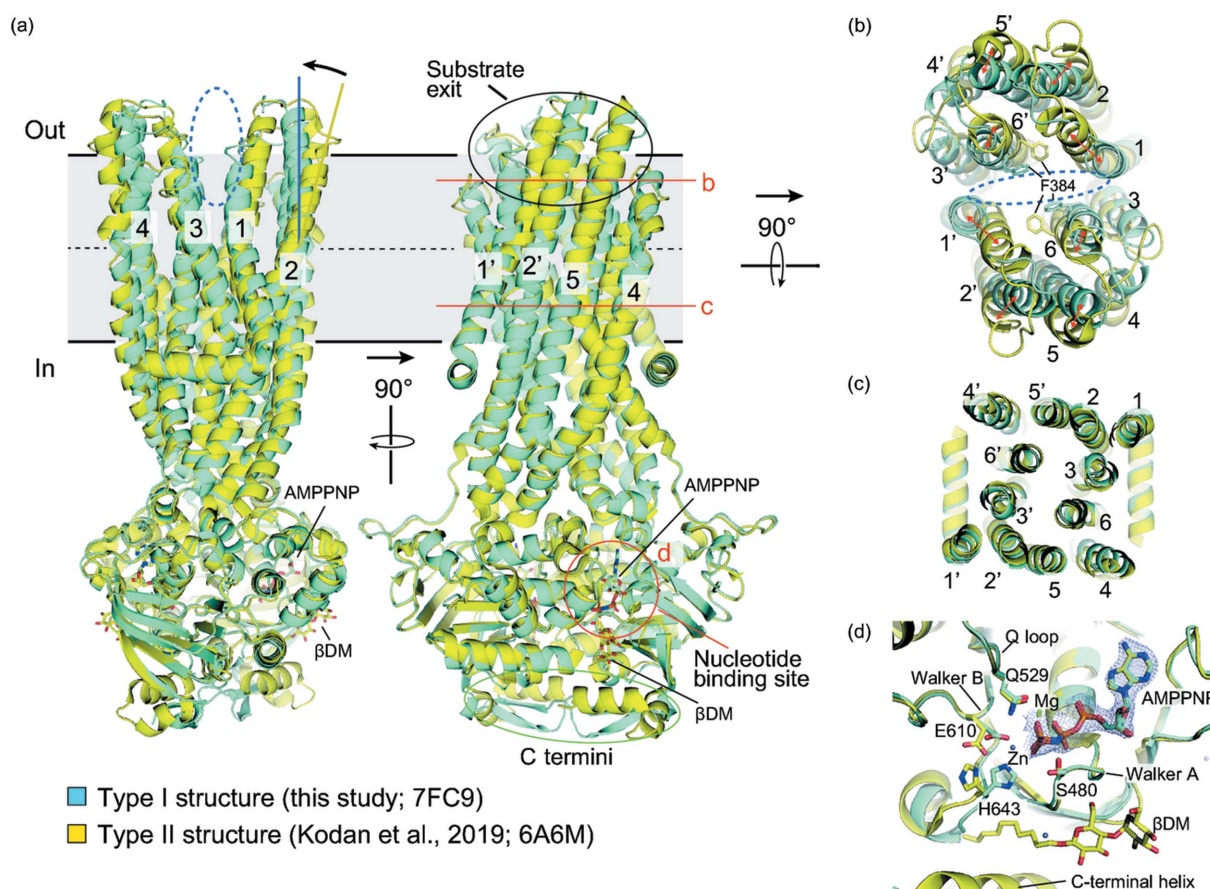 (a)
Substrate
exit
Out
In
4
3
1
2
1’
2’
5
4
b
c
90°
90°
AMPPNP
βDM
AMPPNP
d
Nucleotide
binding site
βDM
C termini
Type I structure (this study; 7FC9)
Type II structure (Kodan et al., 2019; 6A6M)
(b)
5’
4’
2
6’
1
3’
F384
3
1’
6
2’
4
5
(c)
4’
5’
2
1
6’
3
3’
6
1’
2’
5
4
(d)
Q loop
Q529
Walker B
Mg
AMPPNP
E610
Zn
Walker A
S480
H643
βDM
C-terminal helix